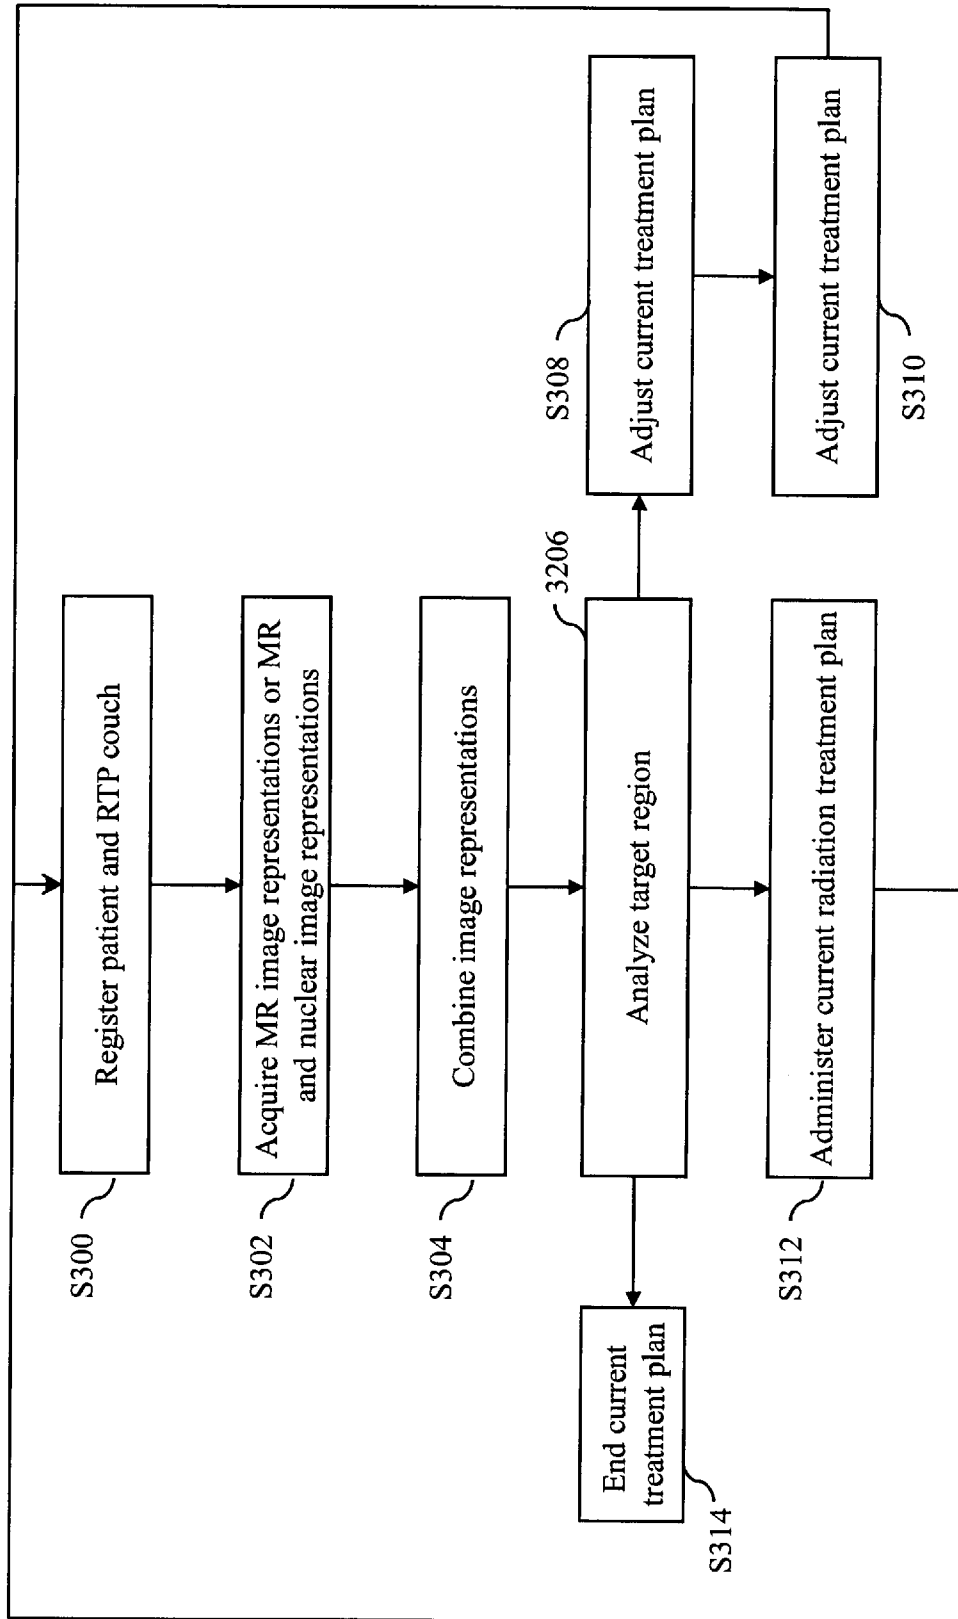 S300
Register patient and RTP couch
S302
Acquire MR image representations or MR
and nuclear image representations
S304
Combine image representations
3206
Analyze target region
S308
Adjust current treatment plan
S310
Adjust current treatment plan
S312
Administer current radiation treatment plan
S314
End current
treatment plan